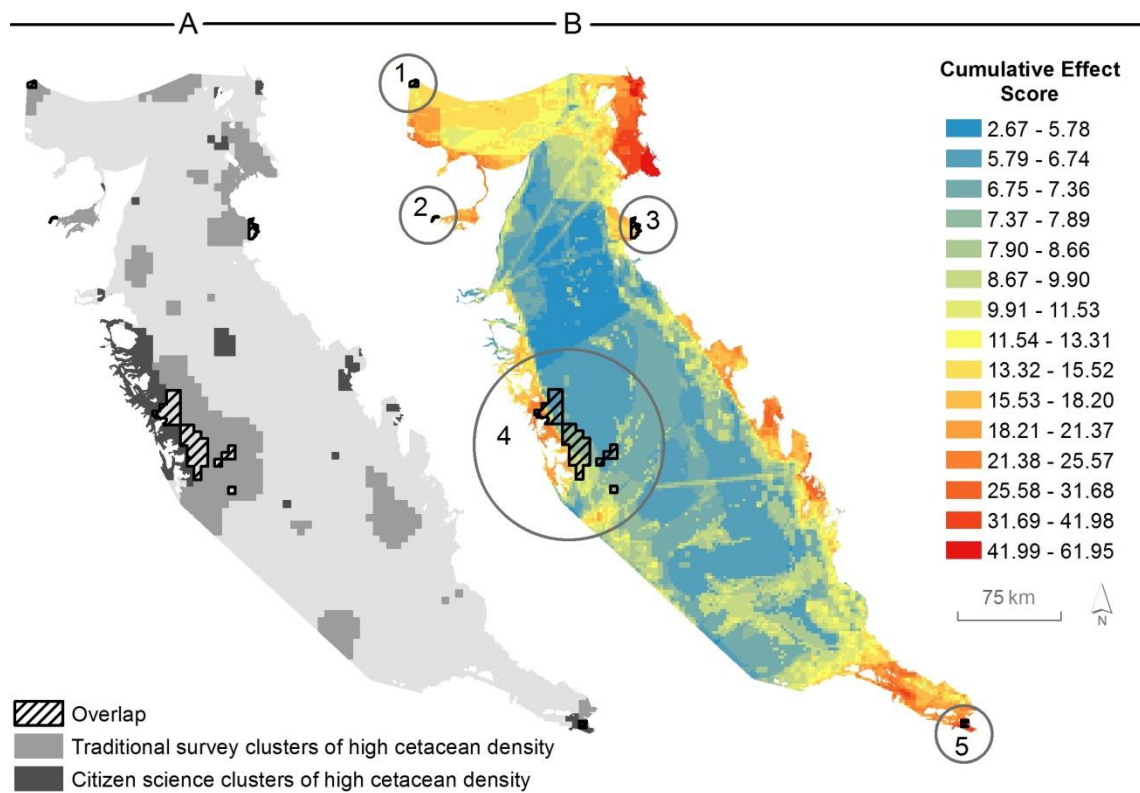 A
B
1
2
3
4
5
Cumulative Effect
Score
2.67 - 5.78
5.79 - 6.74
6.75 - 7.36
7.37 - 7.89
7.90 - 8.66
8.67 - 9.90
9.91 - 11.53
11.54 - 13.31
13.32 - 15.52
15.53 - 18.20
18.21 - 21.37
21.38 - 25.57
25.58 - 31.68
31.69 - 41.98
41.99 - 61.95
75 km
N
Overlap
Traditional survey clusters of high cetacean density
Citizen science clusters of high cetacean density